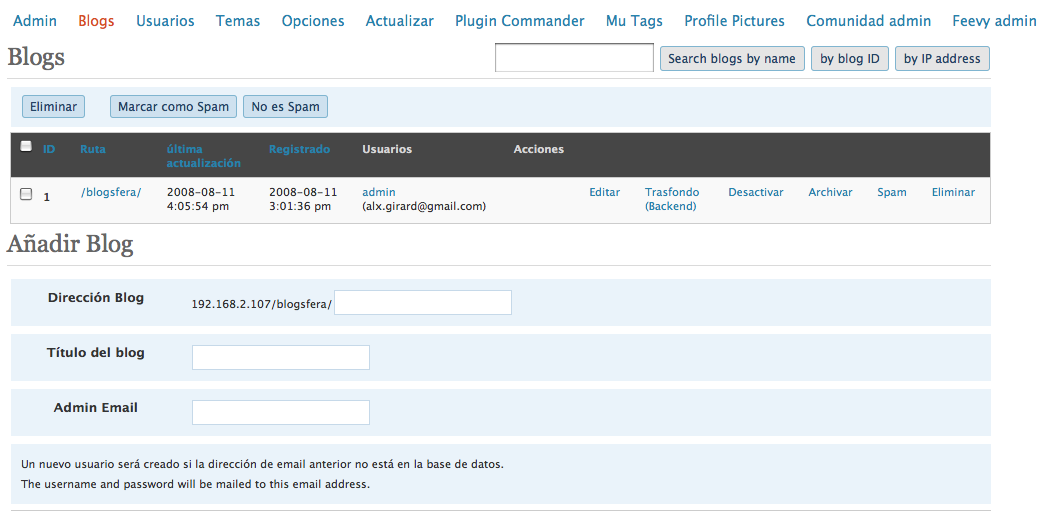 Admin Blogs Usuarios Temas Opciones Actualizar Plugin Commander Mu Tags Profile Pictures Comunidad admin Feevy admin
Blogs Search blogs by name by blog ID by IP address
Eliminar Marcar como Spam No es Spam
ID Ruta última actualización Registrado Usuarios Acciones
1 /blogsfera/ 2008-08-11 4:05:54 pm 2008-08-11 3:01:36 pm admin (alx.girard@gmail.com) Editar Trasfondo (Backend) Desactivar Archivar Spam Eliminar
Añadir Blog
Dirección Blog 192.168.2.107/blogsfera/
Título del blog
Admin Email
Un nuevo usuario será creado si la dirección de email anterior no está en la base de datos.
The username and password will be mailed to this email address.